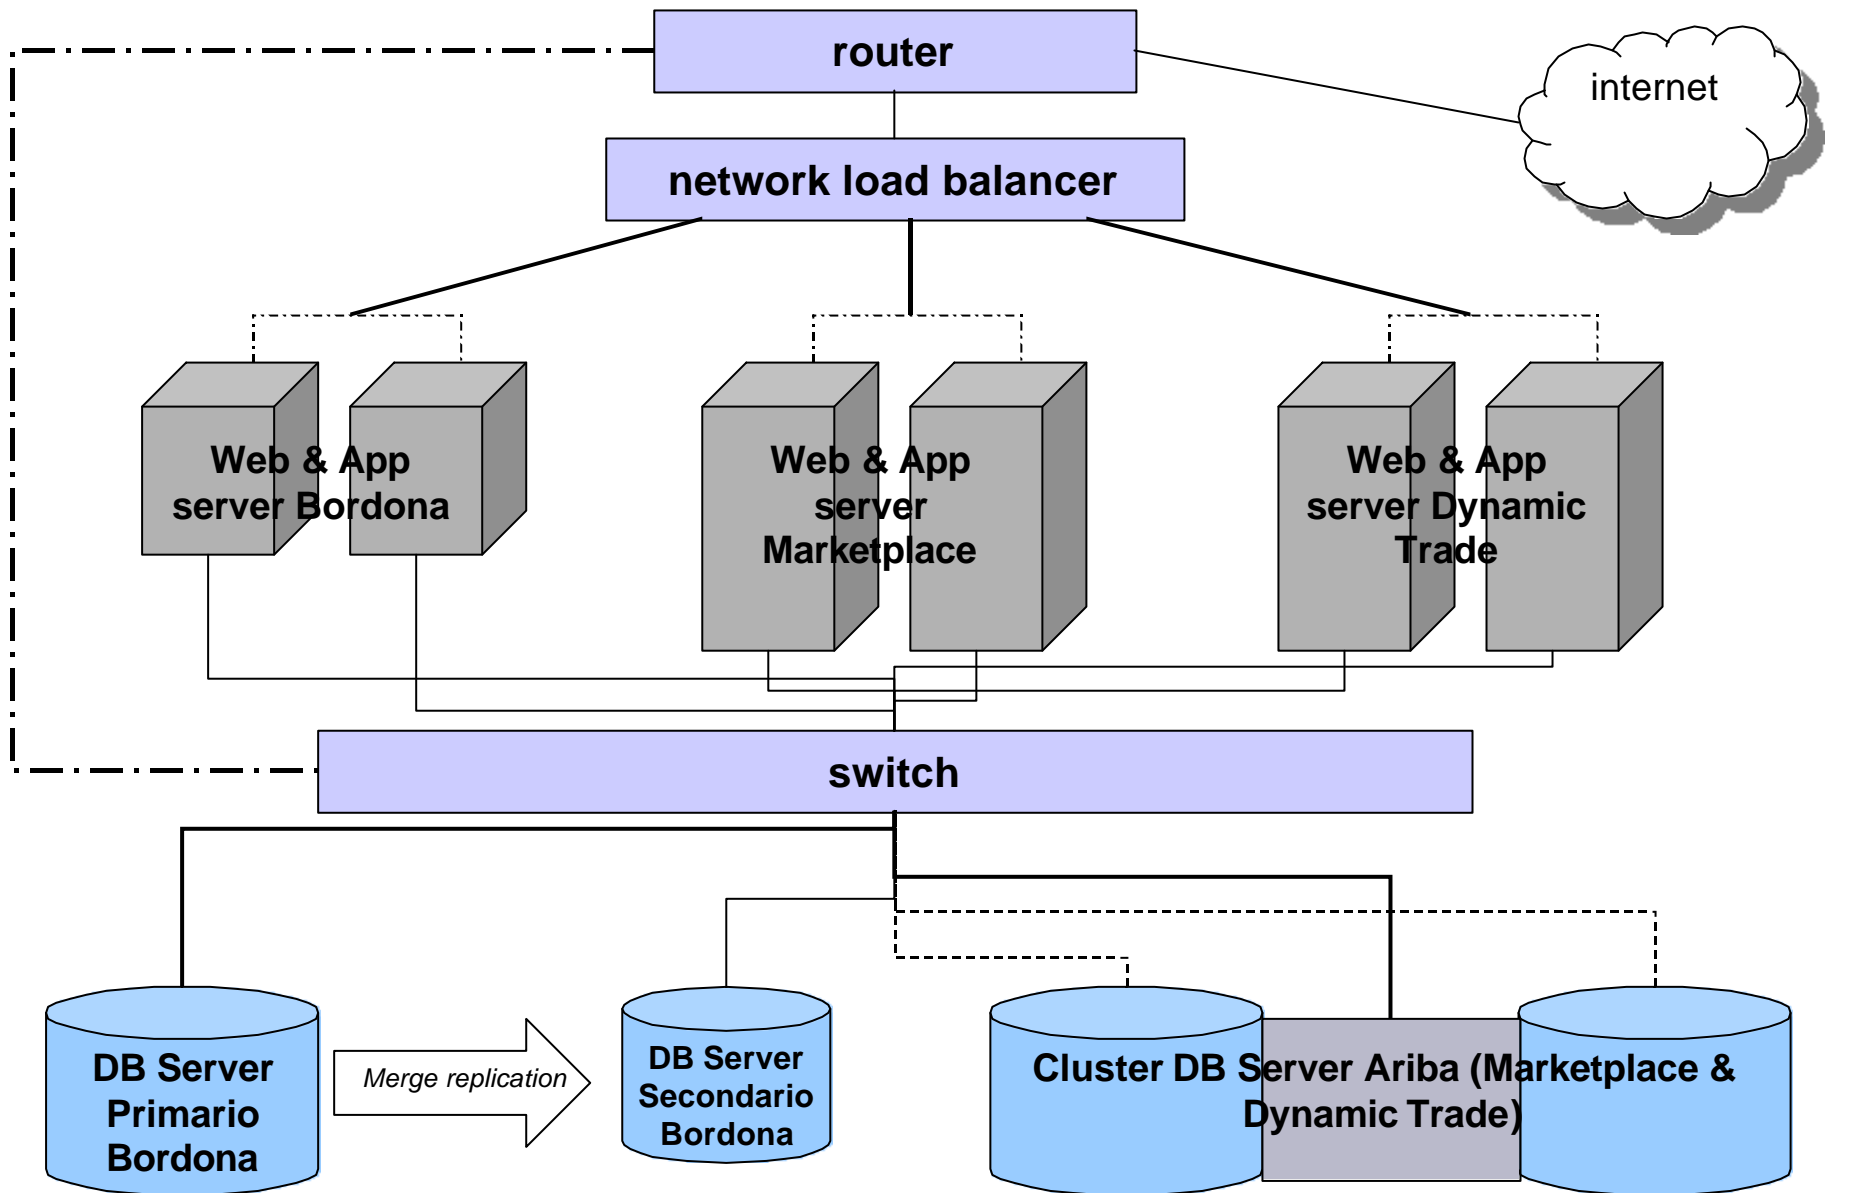 router
internet
network load balancer
Web & App
server Bordona
Web & App
server
Marketplace
Web & App
server Dynamic
Trade
switch
DB Server
Primario
Bordona
Merge replication
DB Server
Secondario
Bordona
Cluster DB Server Ariba (Marketplace &
Dynamic Trade)